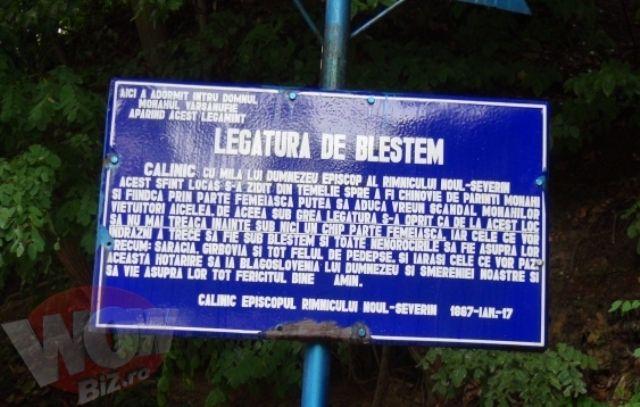 AICI A ADORMIT INTRU DOMNUL
MONAHUL VARSANUFIE
APARIND ACEST LEGAMINT
LEGATURA DE BLESTEM
CALINIC CU MILA LUI DUMNEZEU EPISCOP AL RIMNICULUI NOUL-SEVERIN
ACEST SFINT LOCAS S-A ZIDIT DIN TEMELIE SPRE A FI CHINOVIE DE PARINTI MONAHI
SI FIINDCA PRIN PARTE FEMEIASCA PUTEA SA ADUCA VREUN SCANDAL MONAHILOR
VIETUITORI AICELEA, DE ACEEA SUB GREA LEGATURA S-A OPRIT CA DE LA ACEST LOC
SA NU MAI TREACA INAINTE SUB NICI UN CHIP PARTE FEMEIASCA, IAR CELE CE VOR
INDRAZNI A TRECE SA FIE SUB BLESTEM SI TOATE NENOROCIRILE SA FIE ASUPRA LOR
PRECUM: SARACIA, GIRBOVIA SI TOT FELUL DE PEDEPSE, SI IARASI CELE CE VOR PAZI
ACEASTA HOTARIRE SA IA BLAGOSLOVENIA LUI DUMNEZEU SI SMERENIEI NOASTRE SI
SA VIE ASUPRA LOR TOT FERICITUL BINE AMIN.
CALINIC EPISCOPUL RIMNICULUI NOUL-SEVERIN 1867-IAN.-17
WOW
BIZ.ro